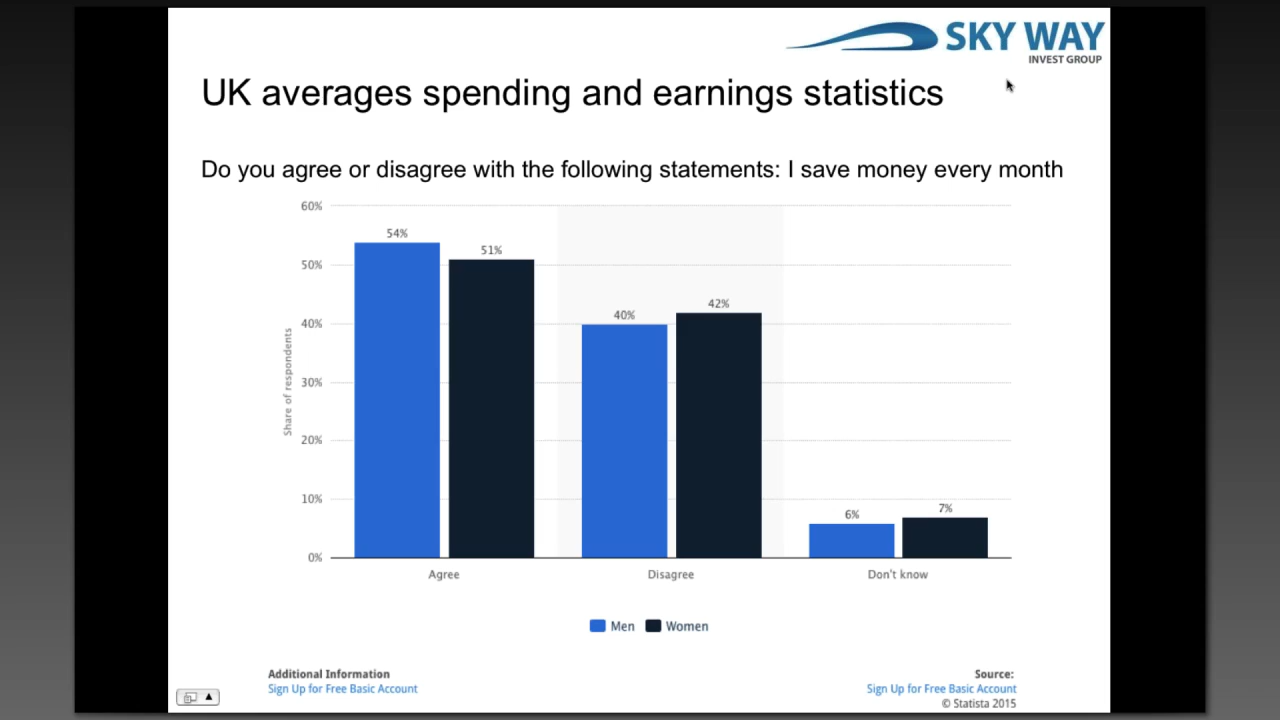 SKY WAY
INVEST GROUP
UK averages spending and earnings statistics
Do you agree or disagree with the following statements: I save money every month
60%
50%
40%
30%
20%
10%
0%
Share of respondents
54%
51%
40%
42%
6%
7%
Agree
Disagree
Don't know
Men
Women
Additional Information
Sign Up for Free Basic Account
Source:
Sign Up for Free Basic Account
© Statista 2015